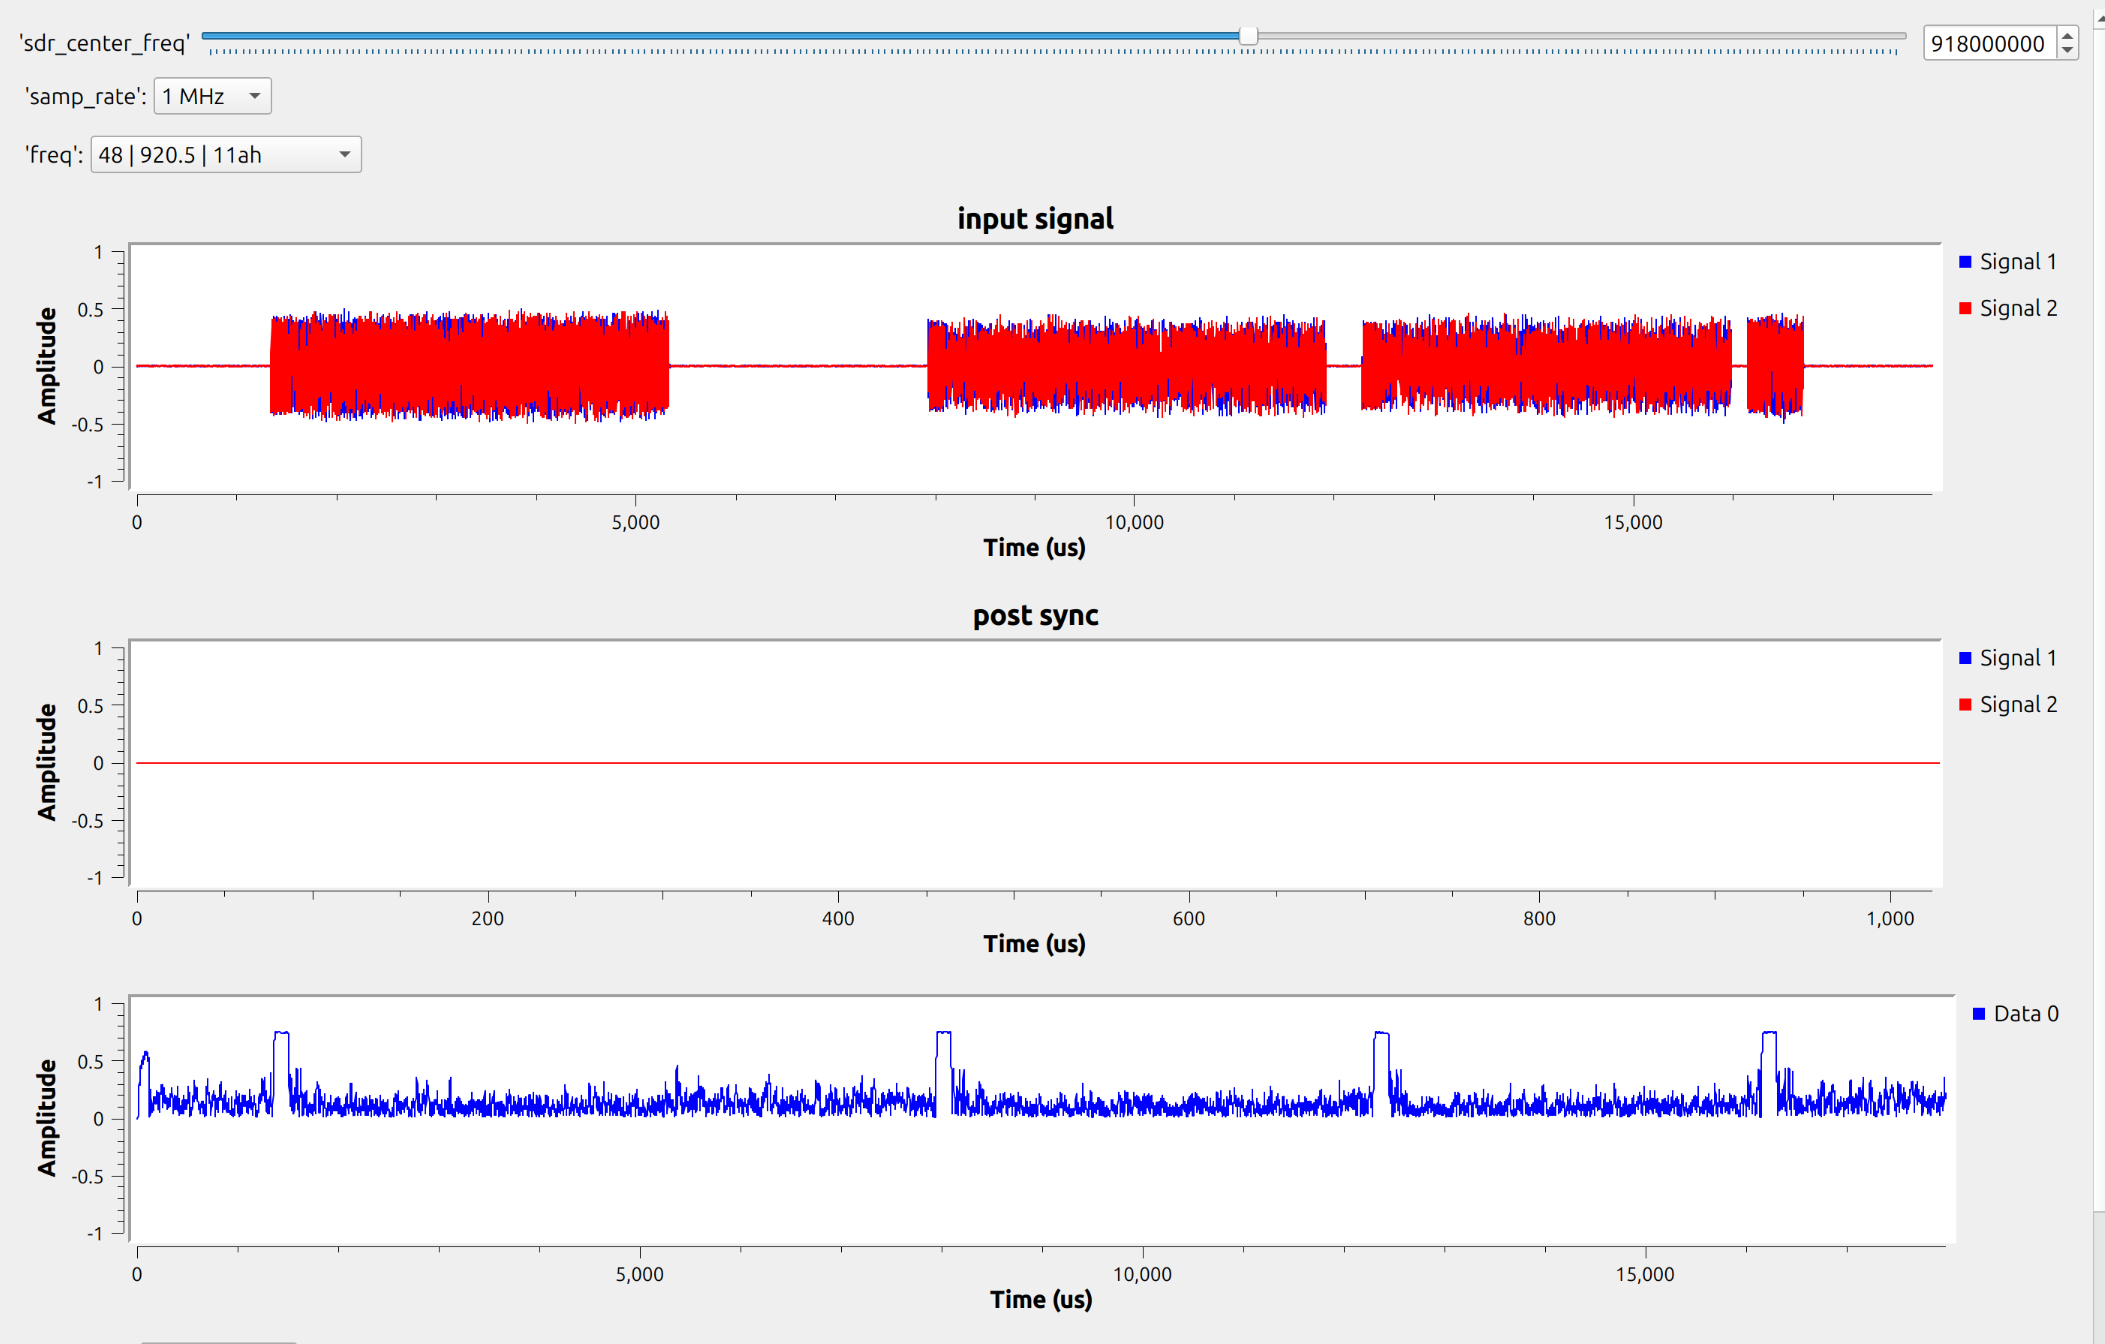 'sdr_center_freq' 918000000
'samp_rate': 1 MHz
'freq': 48 | 920.5 | 11ah
input signal
1
0.5
0
-0.5
-1
Amplitude
Signal 1
Signal 2
0 5,000 10,000 15,000
Time (us)
post sync
1
0.5
0
-0.5
-1
Amplitude
Signal 1
Signal 2
0 200 400 600 800 1,000
Time (us)
1
0.5
0
-0.5
-1
Amplitude
Data 0
0 5,000 10,000 15,000
Time (us)